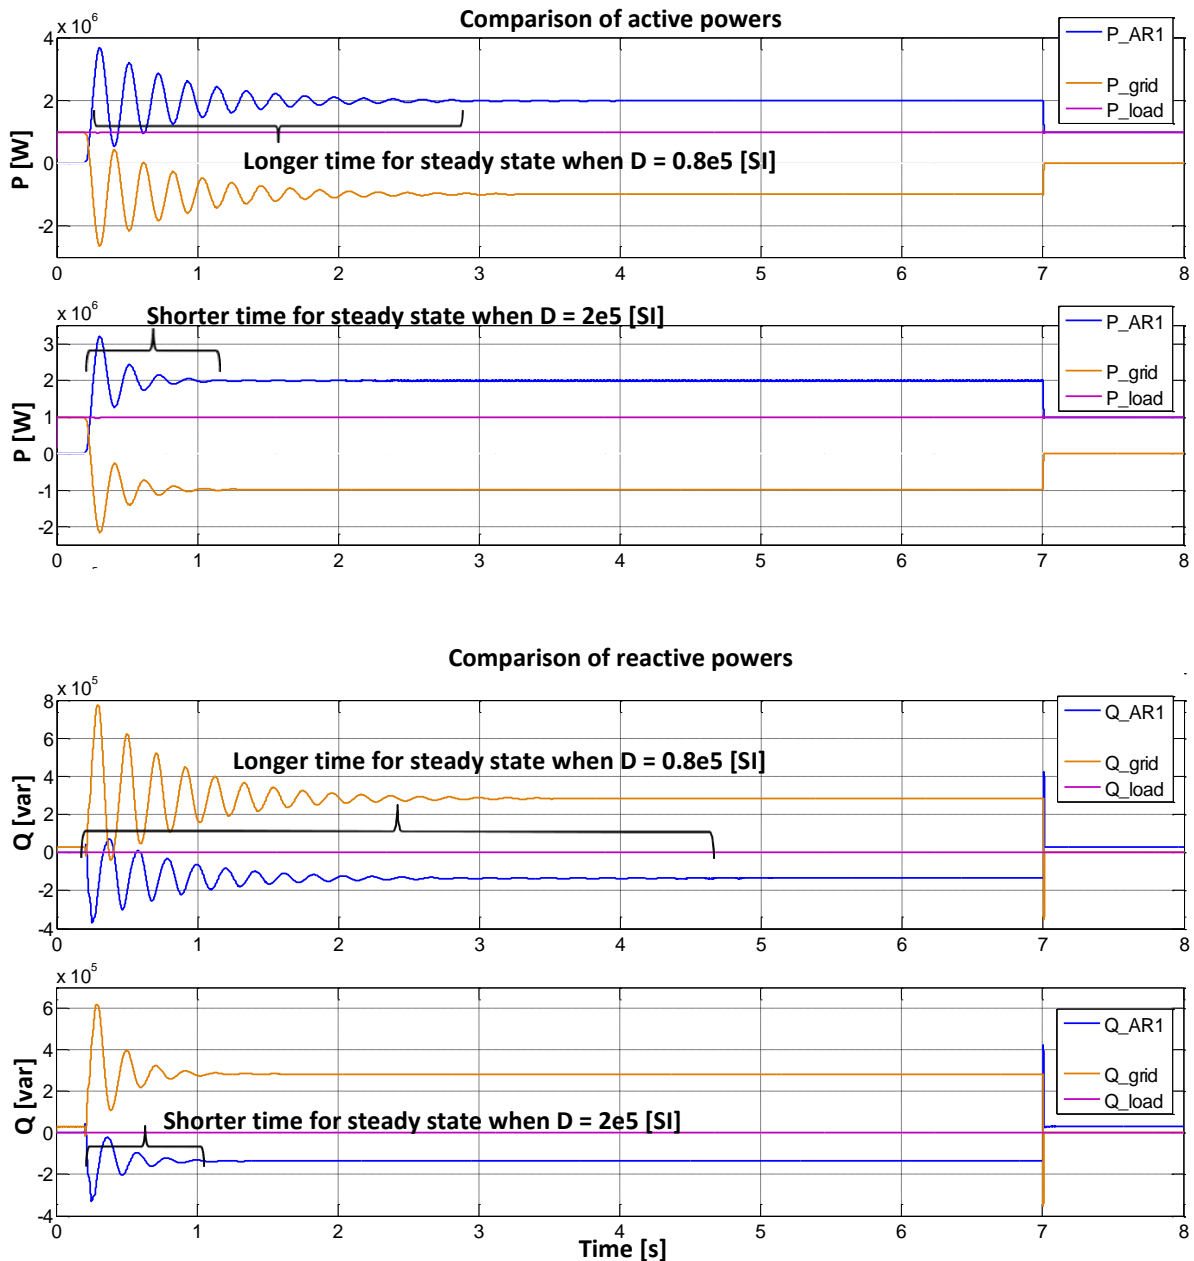 Comparison of active powers
x 10^6
P [W]
4
2
0
-2
0 1 2 3 4 5 6 7 8
P_AR1
P_grid
P_load
Longer time for steady state when D = 0.8e5 [SI]
x 10^6
Shorter time for steady state when D = 2e5 [SI]
P [W]
3
2
1
0
-1
-2
0 1 2 3 4 5 6 7 8
P_AR1
P_grid
P_load
Comparison of reactive powers
x 10^5
Q [var]
8
6
4
2
0
-2
-4
0 1 2 3 4 5 6 7 8
Q_AR1
Q_grid
Q_load
Longer time for steady state when D = 0.8e5 [SI]
x 10^5
Q [var]
6
4
2
0
-2
-4
0 1 2 3 4 5 6 7 8
Q_AR1
Q_grid
Q_load
Shorter time for steady state when D = 2e5 [SI]
Time [s]